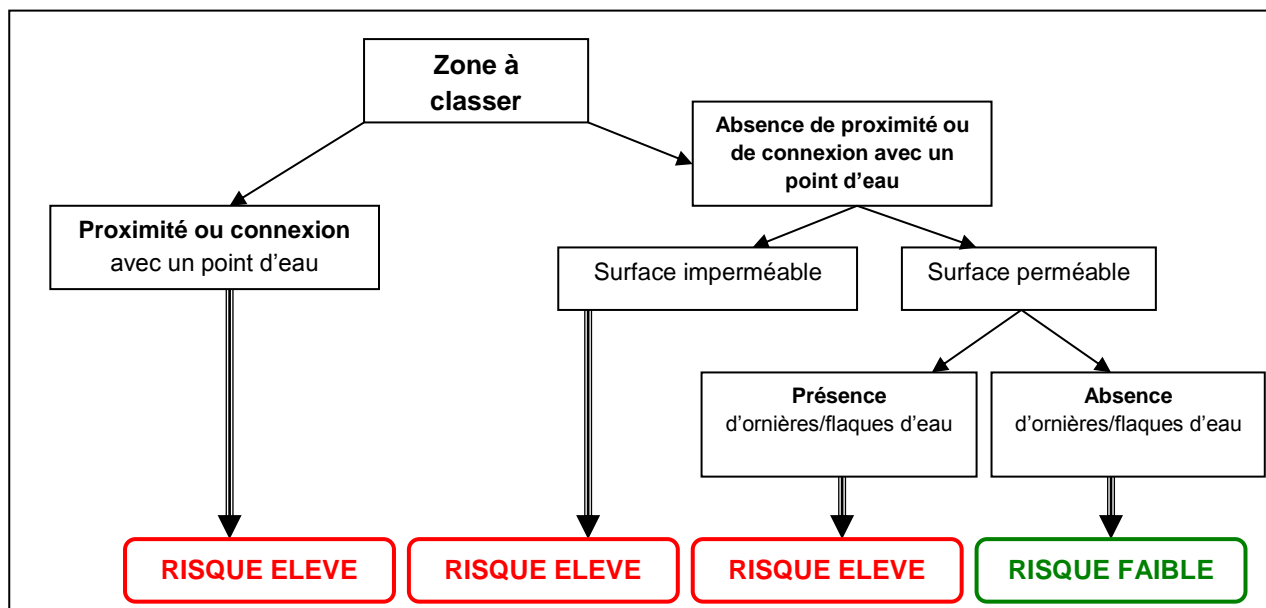 Zone à
classer
Absence de proximité ou
de connexion avec un
point d'eau
Proximité ou connexion
avec un point d'eau
Surface imperméable
Surface perméable
Présence
d'ornières/flaques d'eau
Absence
d'ornières/flaques d'eau
RISQUE ELEVE
RISQUE ELEVE
RISQUE ELEVE
RISQUE FAIBLE